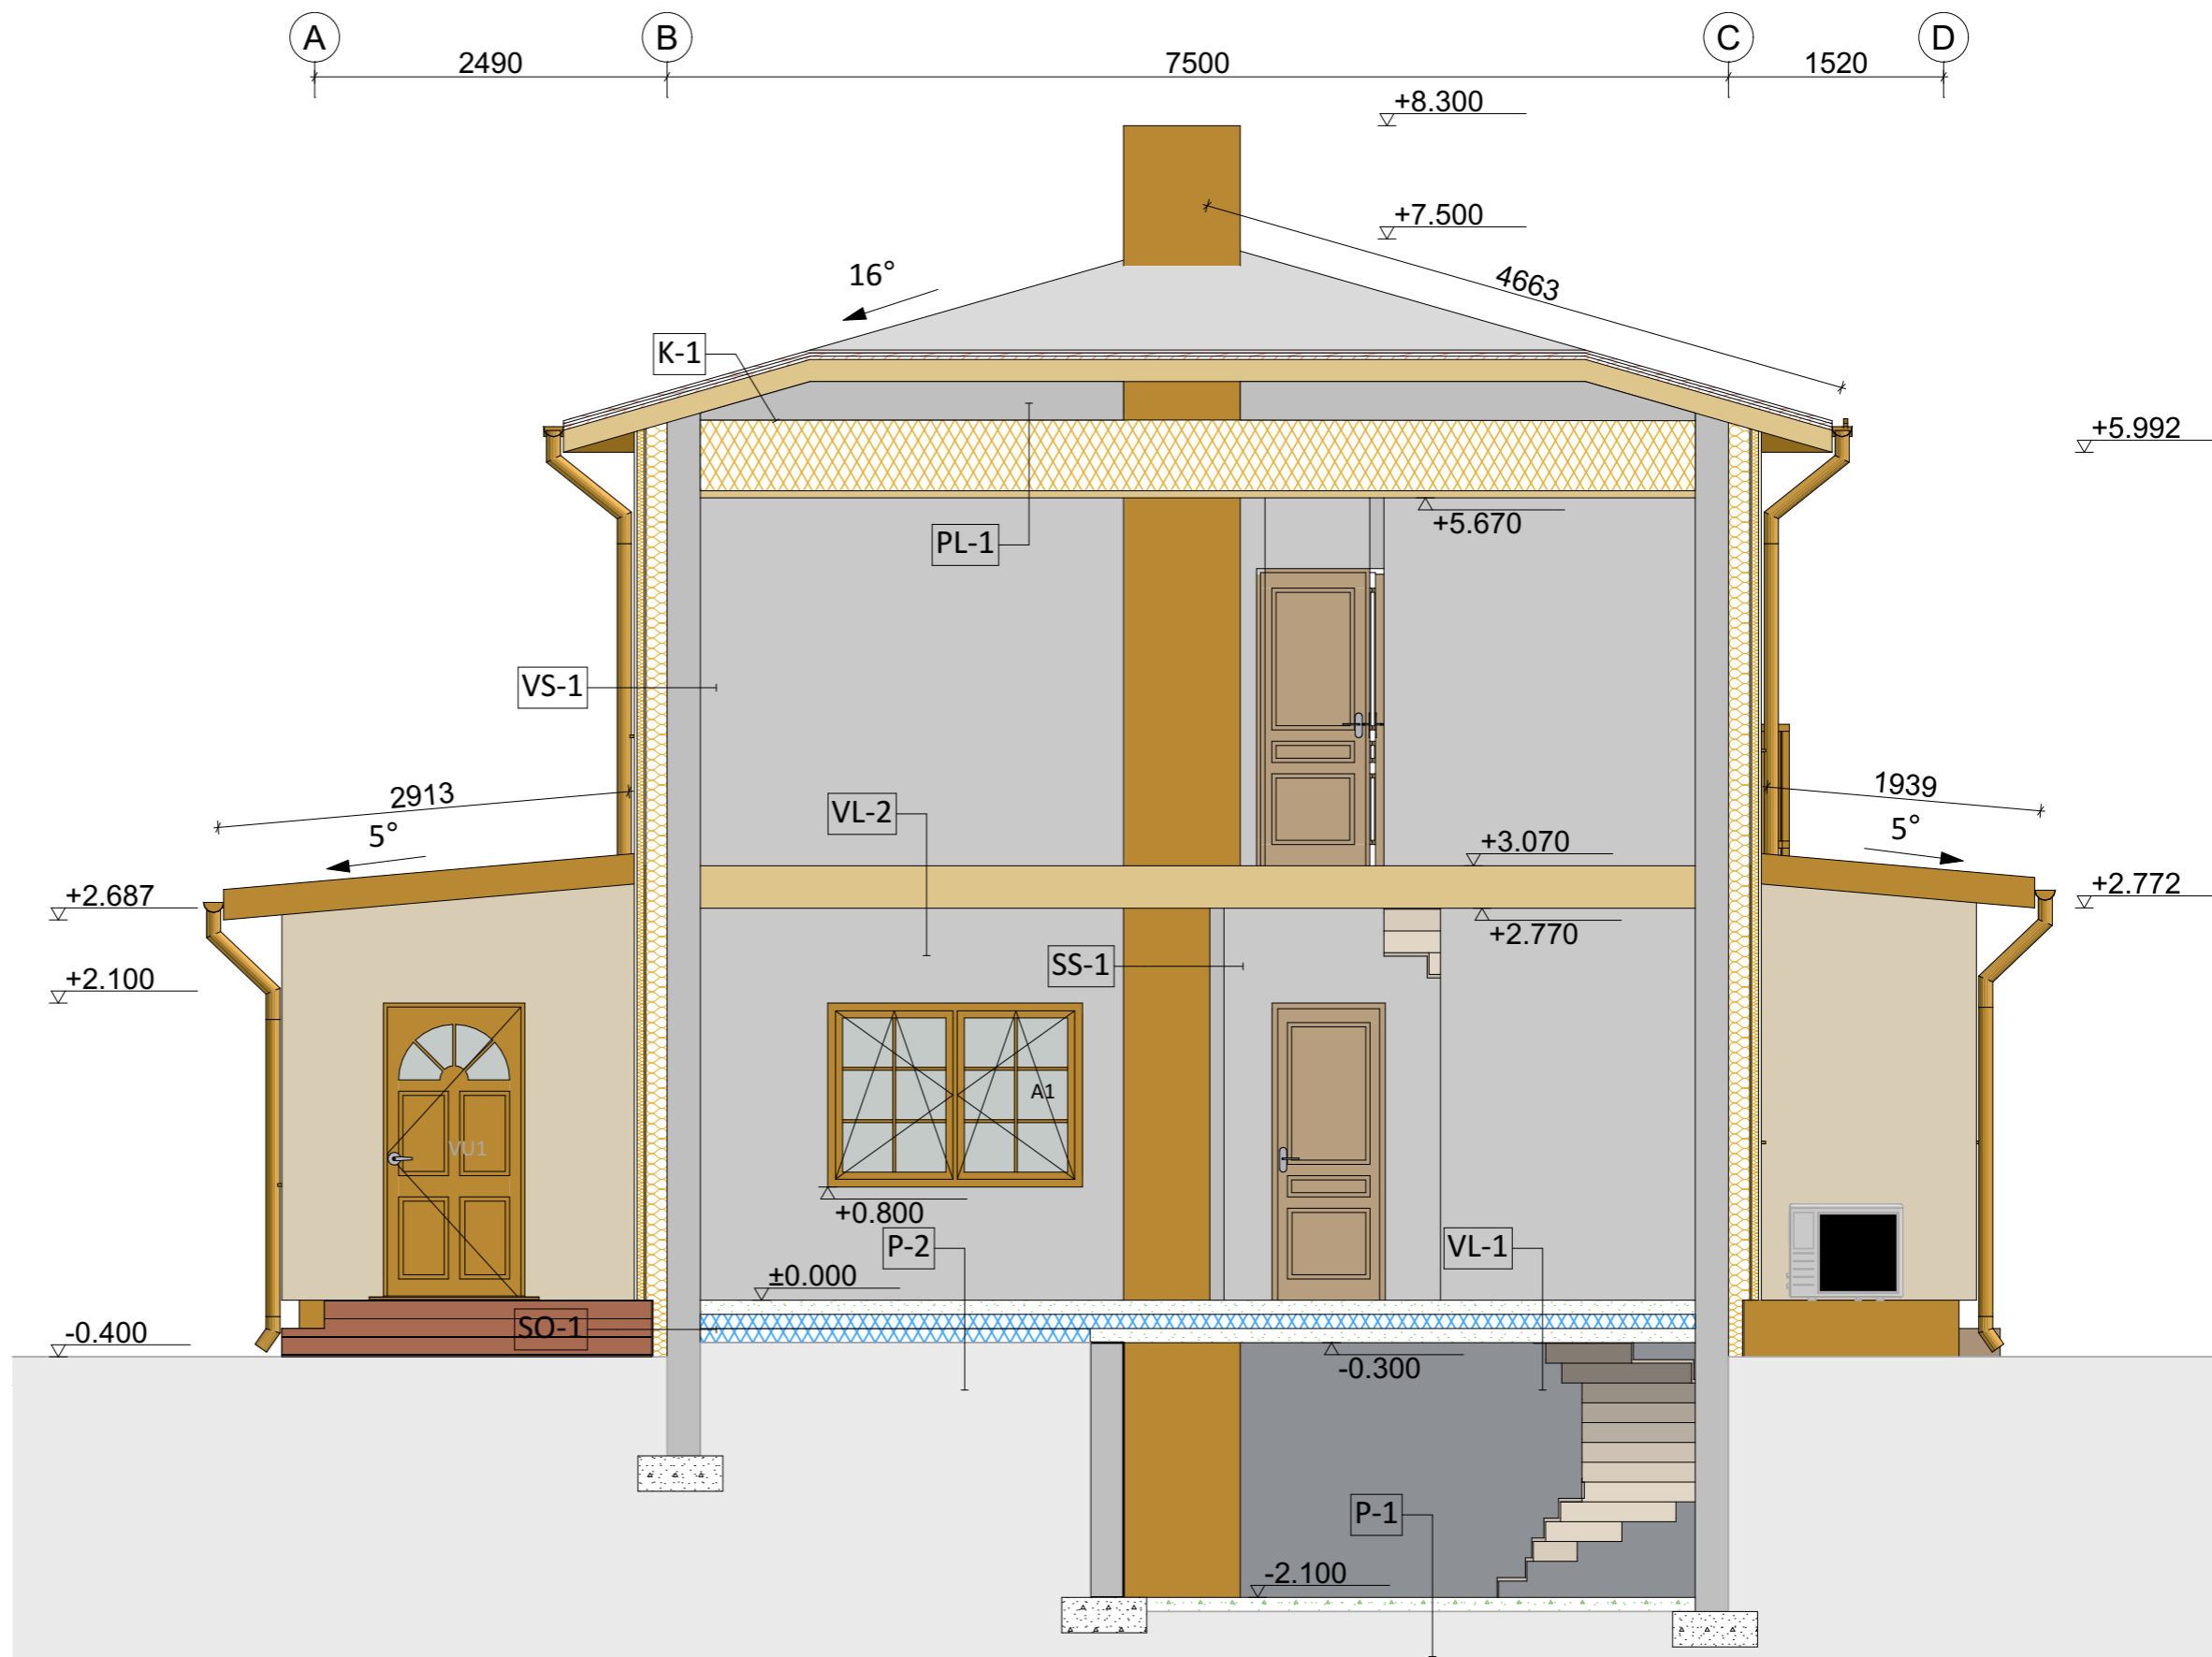 A
B
C
D
2490
7500
1520
+8.300
+7.500
16°
4663
K-1
+5.992
+5.670
PL-1
VS-1
2913
1939
VL-2
5°
5°
+3.070
+2.687
+2.772
+2.770
SS-1
+2.100
A1
VU1
+0.800
P-2
VL-1
±0.000
SO-1
-0.400
-0.300
P-1
-2.100